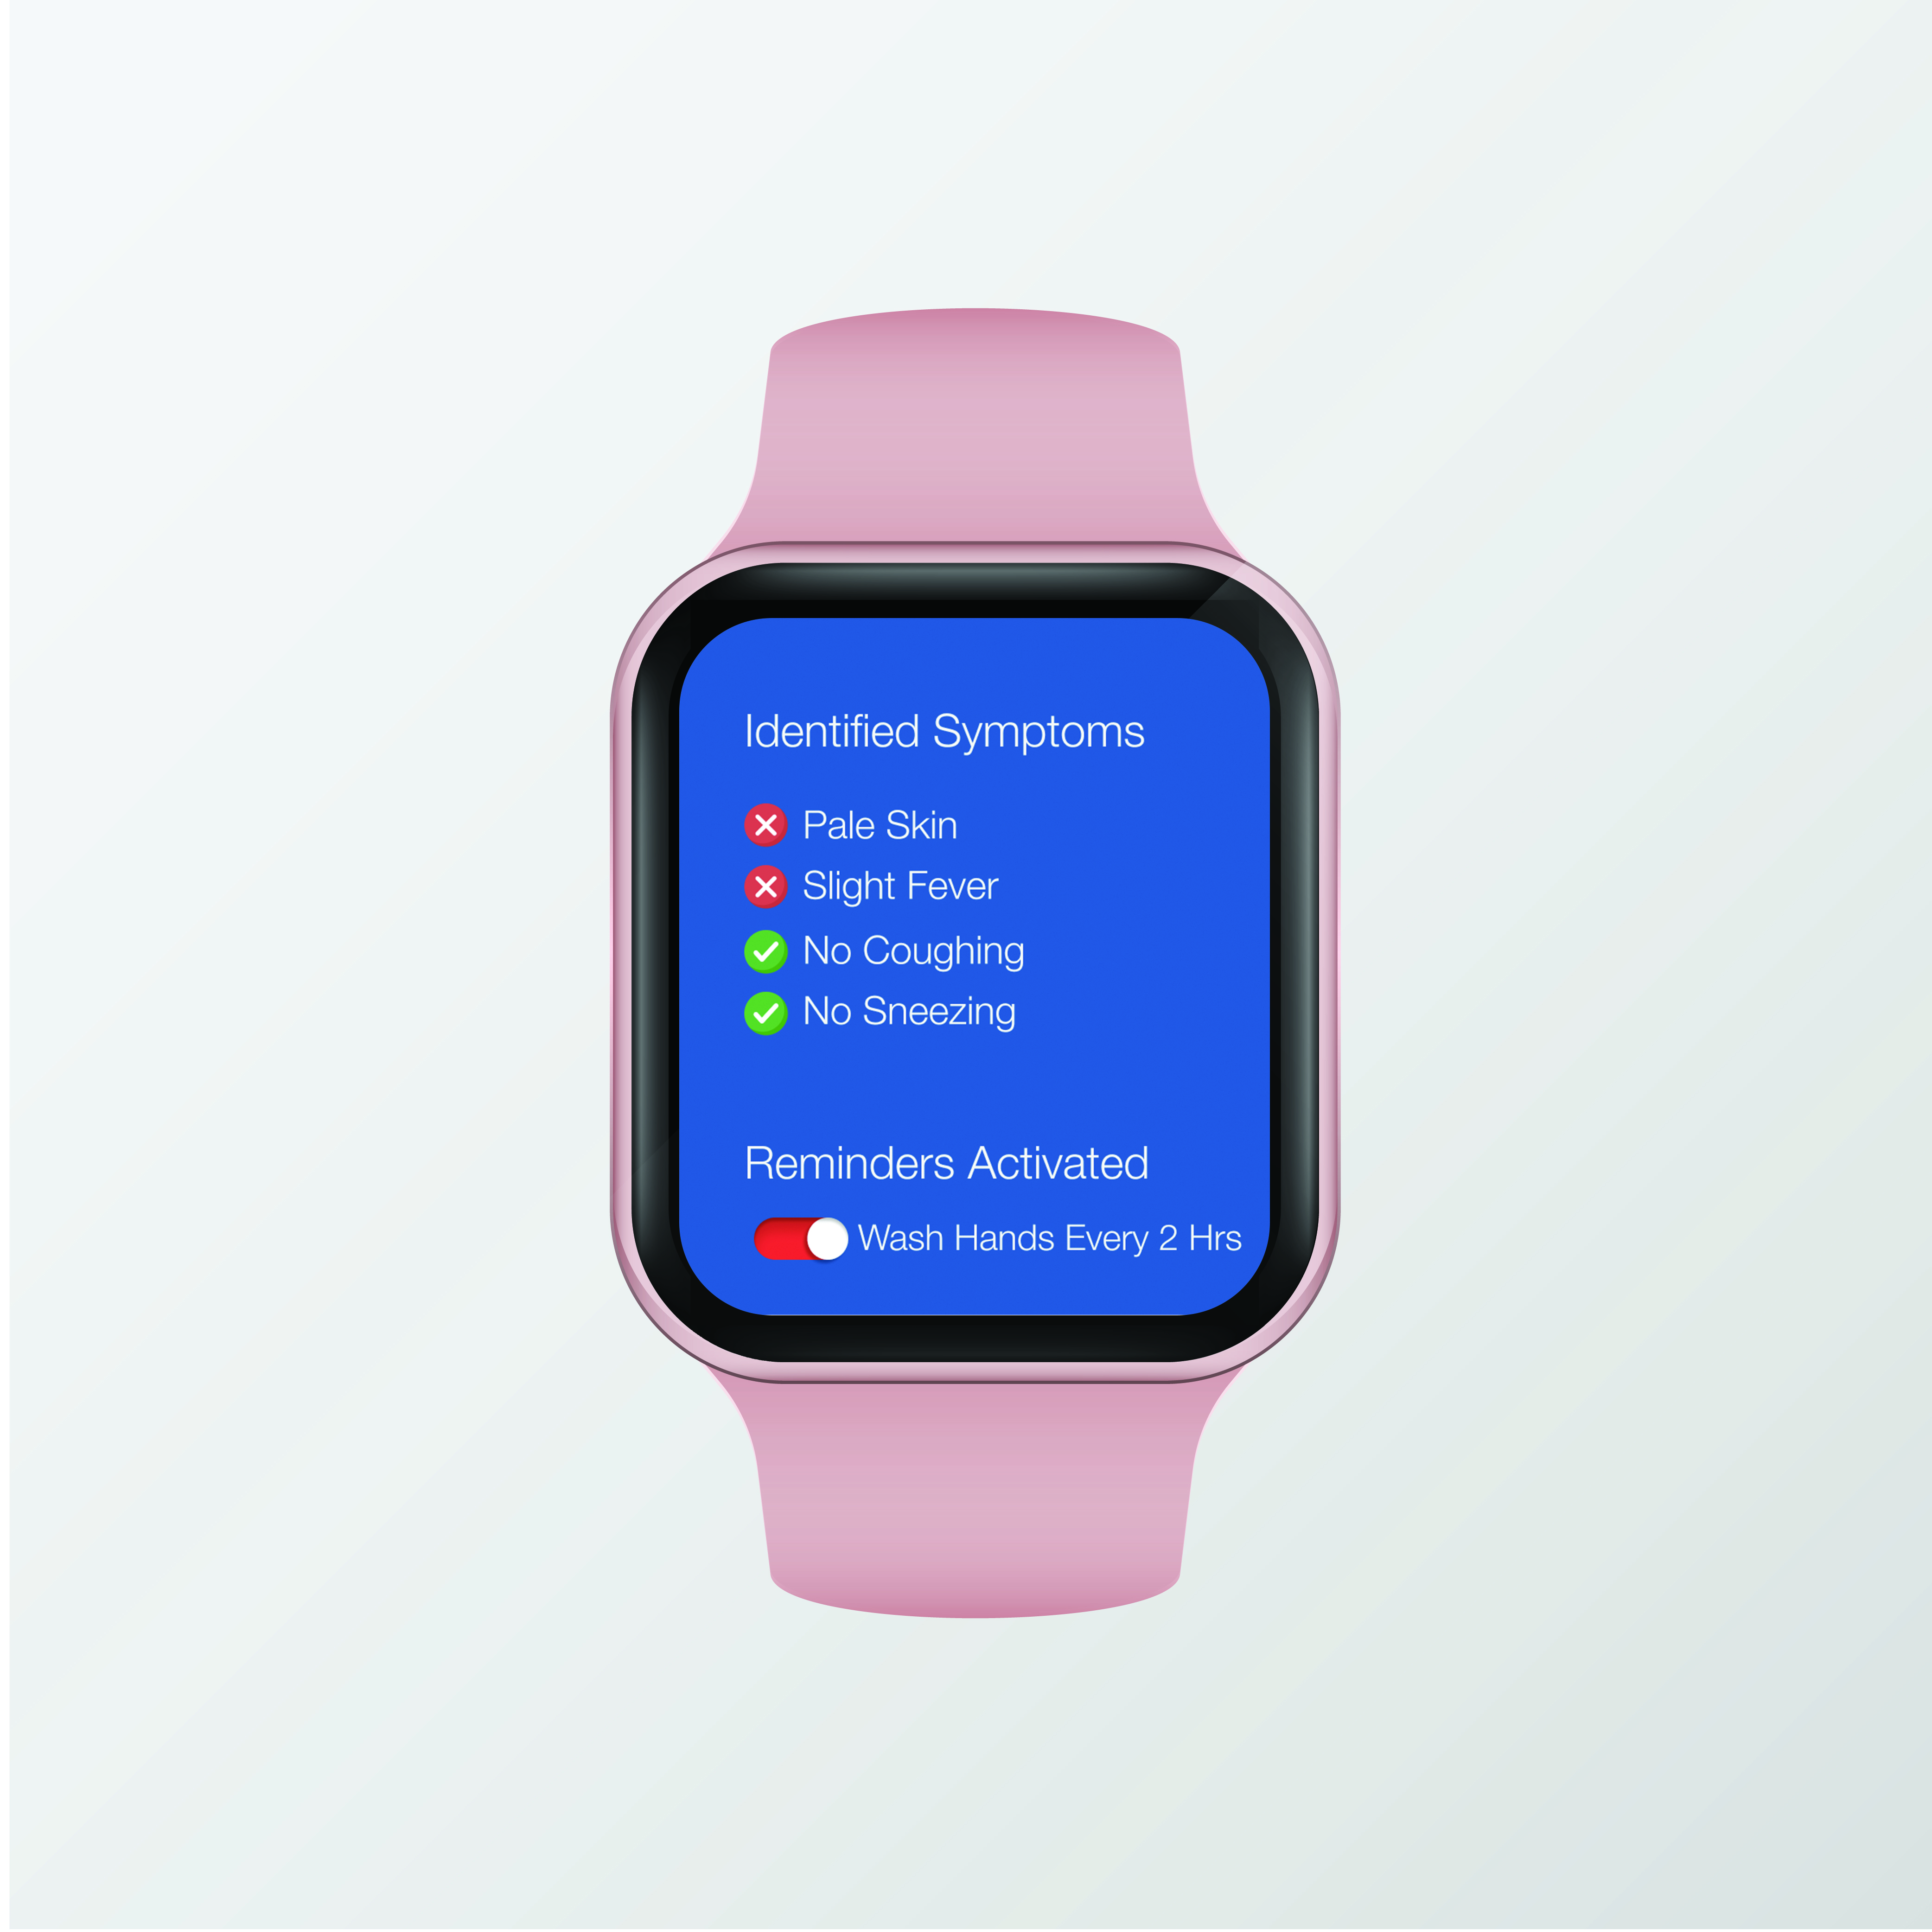 Identified Symptoms
Pale Skin
Slight Fever
No Coughing
No Sneezing
Reminders Activated
Wash Hands Every 2 Hrs